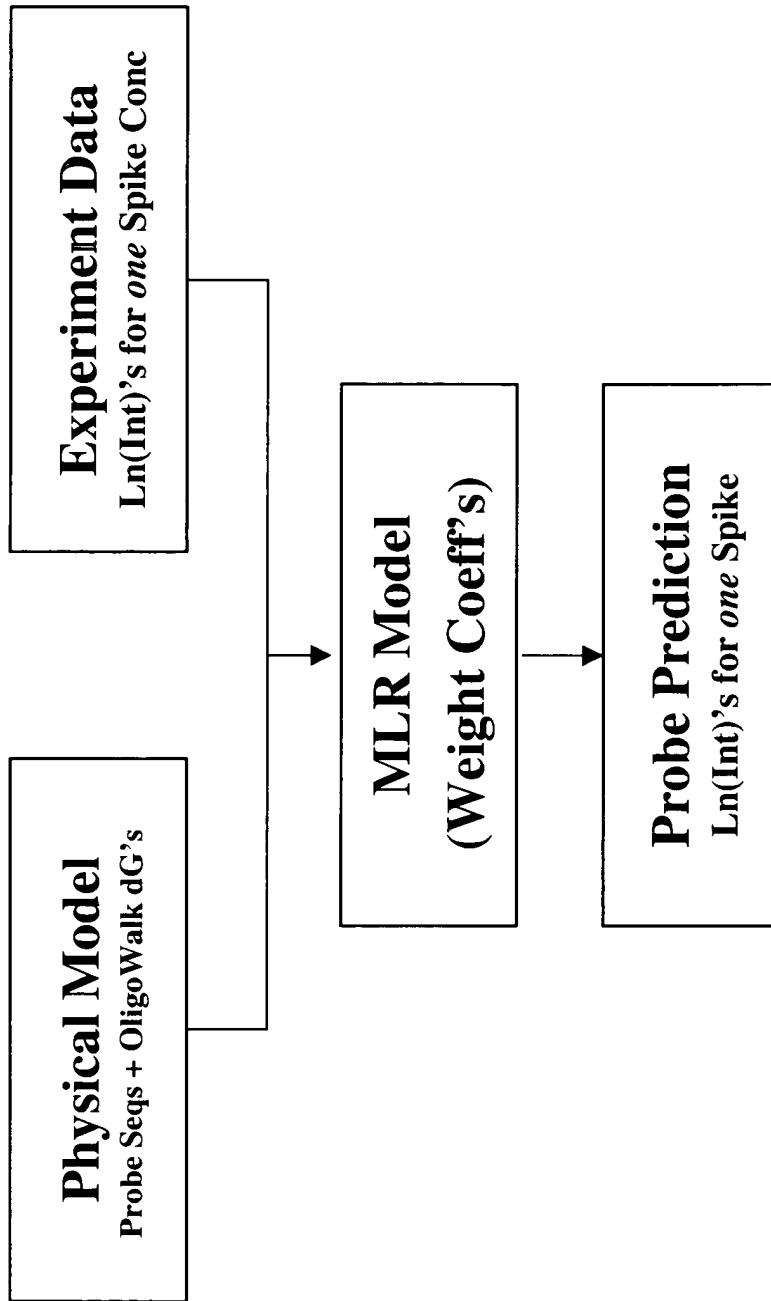 Physical Model
Probe Seqs + OligoWalk dG's
Experiment Data
Ln(Int)'s for one Spike Conc
MLR Model
(Weight Coeff's)
Probe Prediction
Ln(Int)'s for one Spike